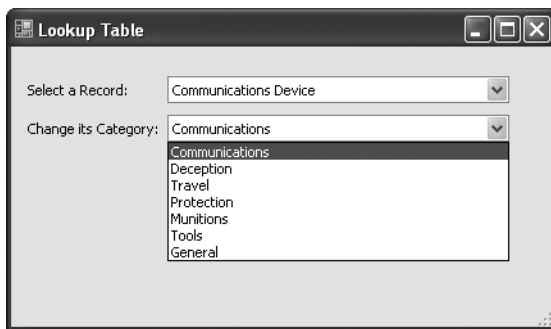 Lookup Table
Select a Record: Communications Device
Change its Category: Communications
Communications
Deception
Travel
Protection
Munitions
Tools
General